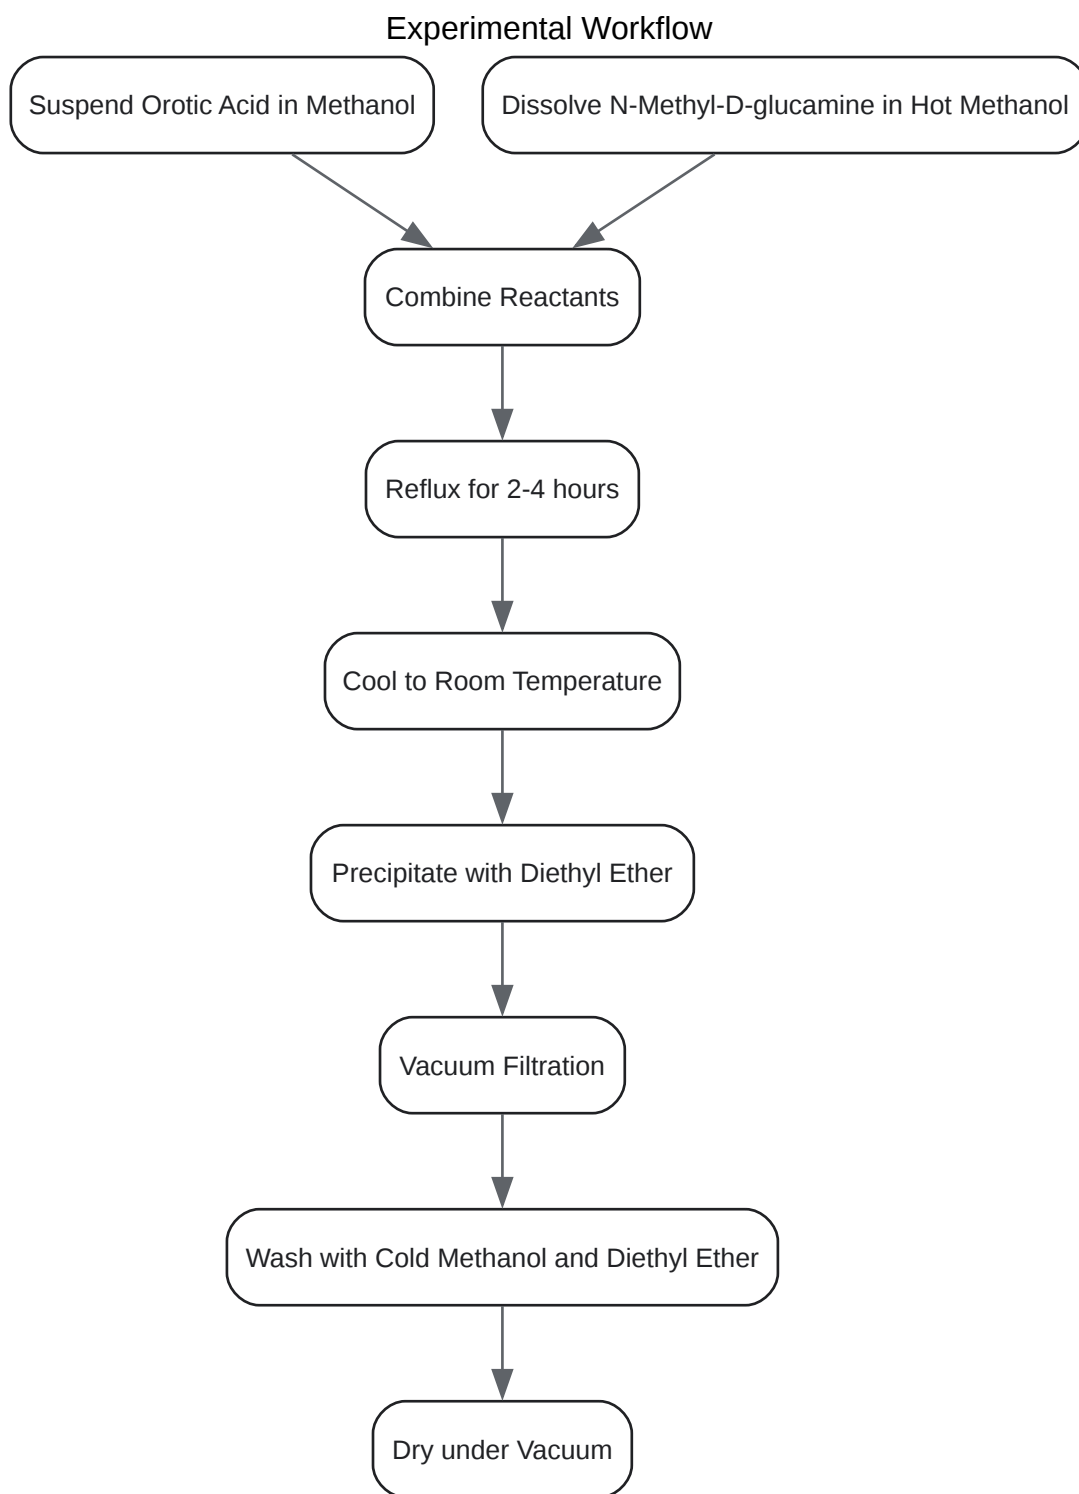 Experimental Workflow
Suspend Orotic Acid in Methanol
Dissolve N-Methyl-D-glucamine in Hot Methanol
Combine Reactants
Reflux for 2-4 hours
Cool to Room Temperature
Precipitate with Diethyl Ether
Vacuum Filtration
Wash with Cold Methanol and Diethyl Ether
Dry under Vacuum